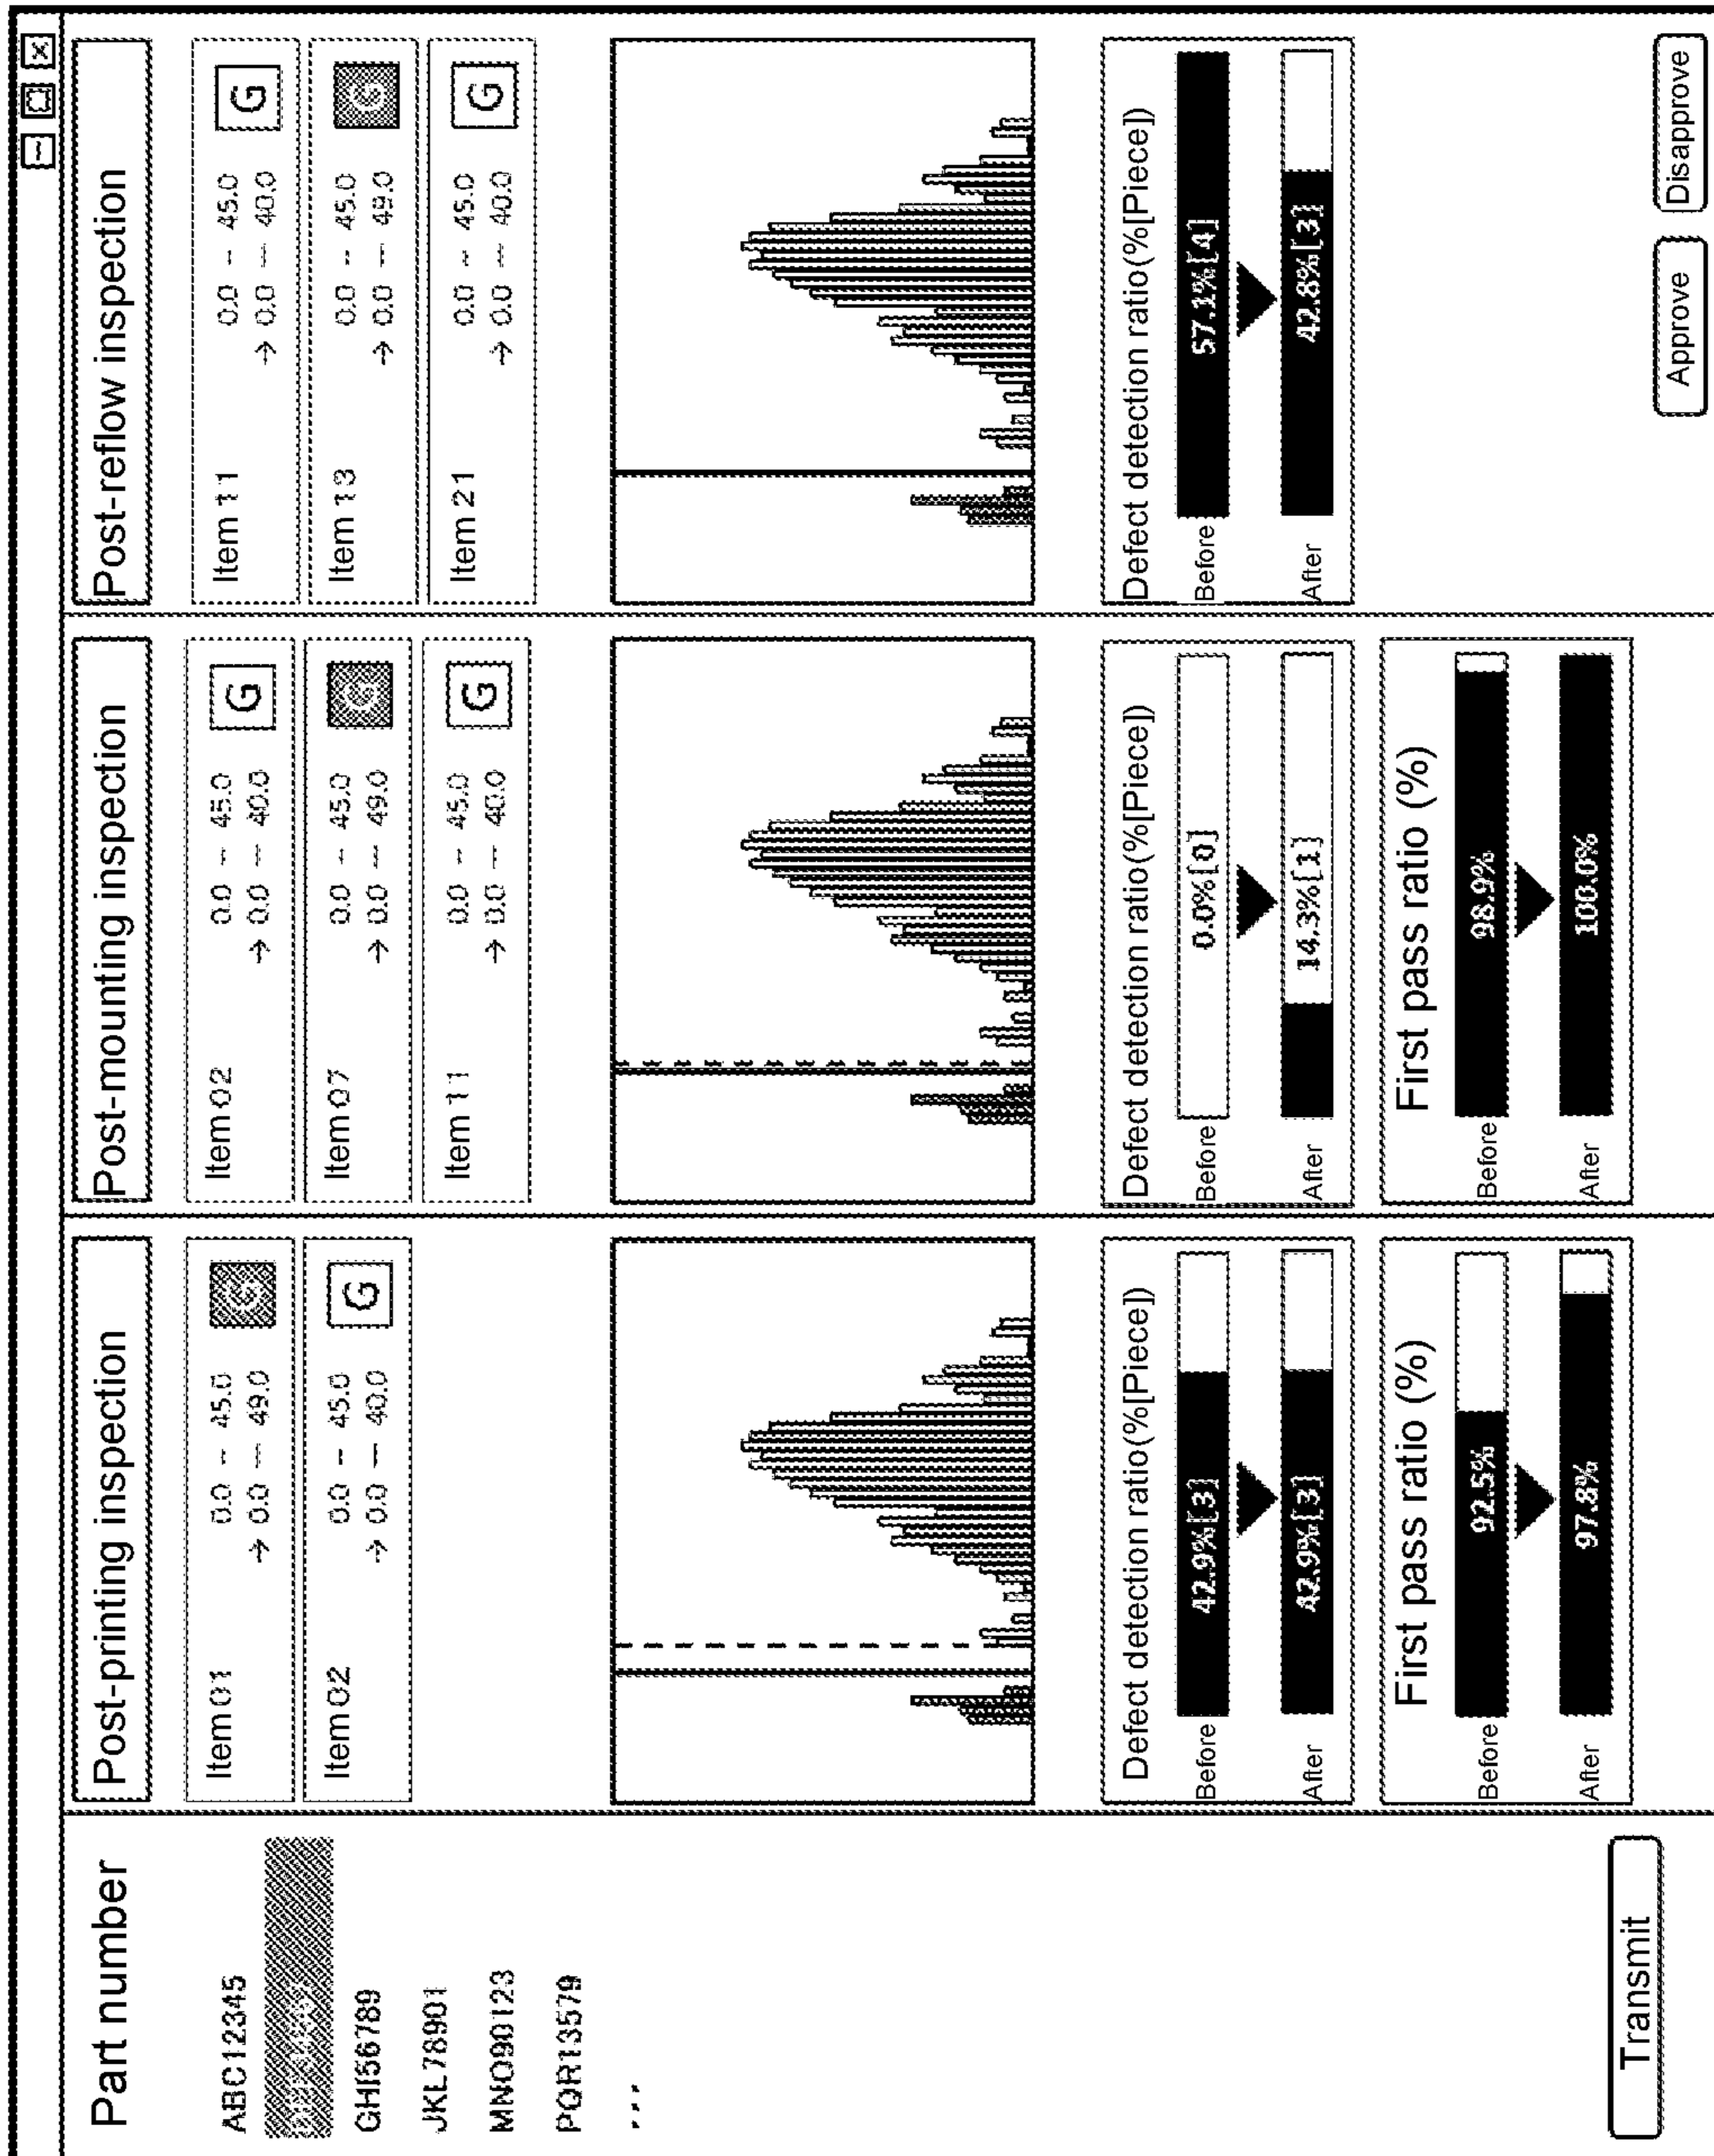 Part number
ABC12345
GHI56789
JKL78901
MNO90123
PQR13579
...
Transmit
Post-printing inspection
Item 01
0.0 -- 45.0
→ 0.0 -- 49.0
G
Item 02
0.0 -- 45.0
→ 0.0 -- 40.0
G
Defect detection ratio(%[Piece])
Before
42.9%[3]
After
42.9%[3]
First pass ratio (%)
Before
92.5%
After
97.8%
Post-mounting inspection
Item 02
0.0 -- 45.0
→ 0.0 -- 40.0
G
Item 07
0.0 -- 45.0
→ 0.0 -- 49.0
G
Item 11
0.0 -- 45.0
→ 0.0 -- 40.0
G
Defect detection ratio(%[Piece])
Before
0.0%[0]
After
14.3%[1]
First pass ratio (%)
Before
98.9%
After
100.0%
Post-reflow inspection
Item 11
0.0 -- 45.0
→ 0.0 -- 40.0
G
Item 13
0.0 -- 45.0
→ 0.0 -- 49.0
G
Item 21
0.0 -- 45.0
→ 0.0 -- 40.0
G
Defect detection ratio(%[Piece])
Before
57.1%[4]
After
42.8%[3]
Approve
Disapprove